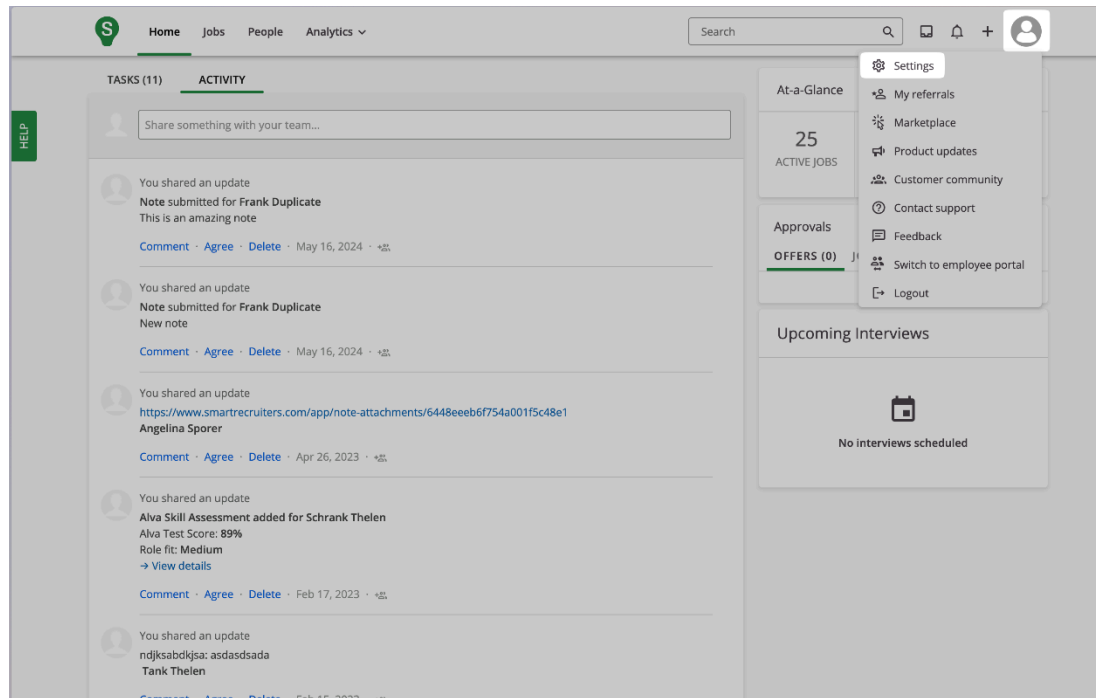 S
Home
Jobs
People
Analytics
Search
TASKS (11)
ACTIVITY
HELP
Share something with your team...
You shared an update
Note submitted for Frank Duplicate
This is an amazing note
Comment · Agree · Delete · May 16, 2024 ·
You shared an update
Note submitted for Frank Duplicate
New note
Comment · Agree · Delete · May 16, 2024 ·
You shared an update
https://www.smartrecruiters.com/app/note-attachments/6448eeeb6f754a001f5c48e1
Angelina Sporer
Comment · Agree · Delete · Apr 26, 2023 ·
You shared an update
Alva Skill Assessment added for Schrank Thelen
Alva Test Score: 89%
Role fit: Medium
→ View details
Comment · Agree · Delete · Feb 17, 2023 ·
You shared an update
ndjksabdkjsa: asdasdsada
Tank Thelen
Comment · Agree · Delete · Feb 15, 2023 ·
At-a-Glance
25
ACTIVE JOBS
Approvals
OFFERS (0)
Upcoming Interviews
No interviews scheduled
Settings
My referrals
Marketplace
Product updates
Customer community
Contact support
Feedback
Switch to employee portal
Logout